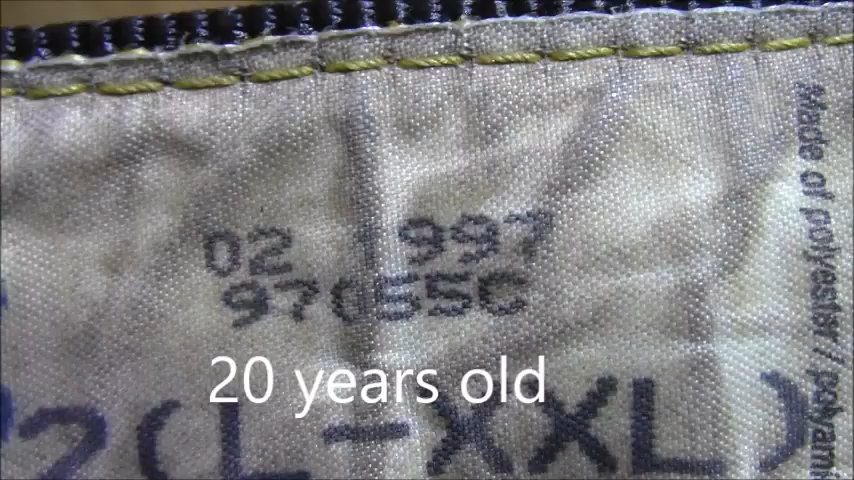 02 1997
97055C
20 years old
2(L-XXL)
Made of polyester / polyami